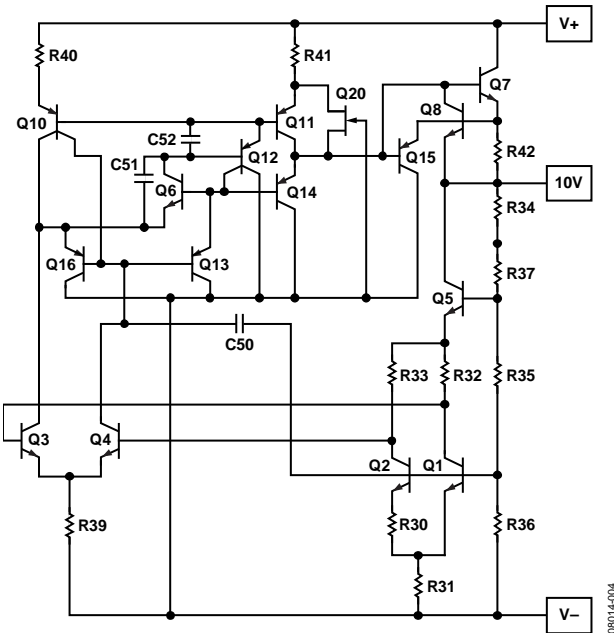 V+
R40
R41
Q20
Q7
Q10
Q11
Q8
C52
Q12
Q15
R42
C51
Q6
Q14
10V
R34
Q16
Q13
R37
Q5
C50
R33
R32
R35
Q3
Q4
Q2
Q1
R39
R30
R36
R31
V–
08014-004